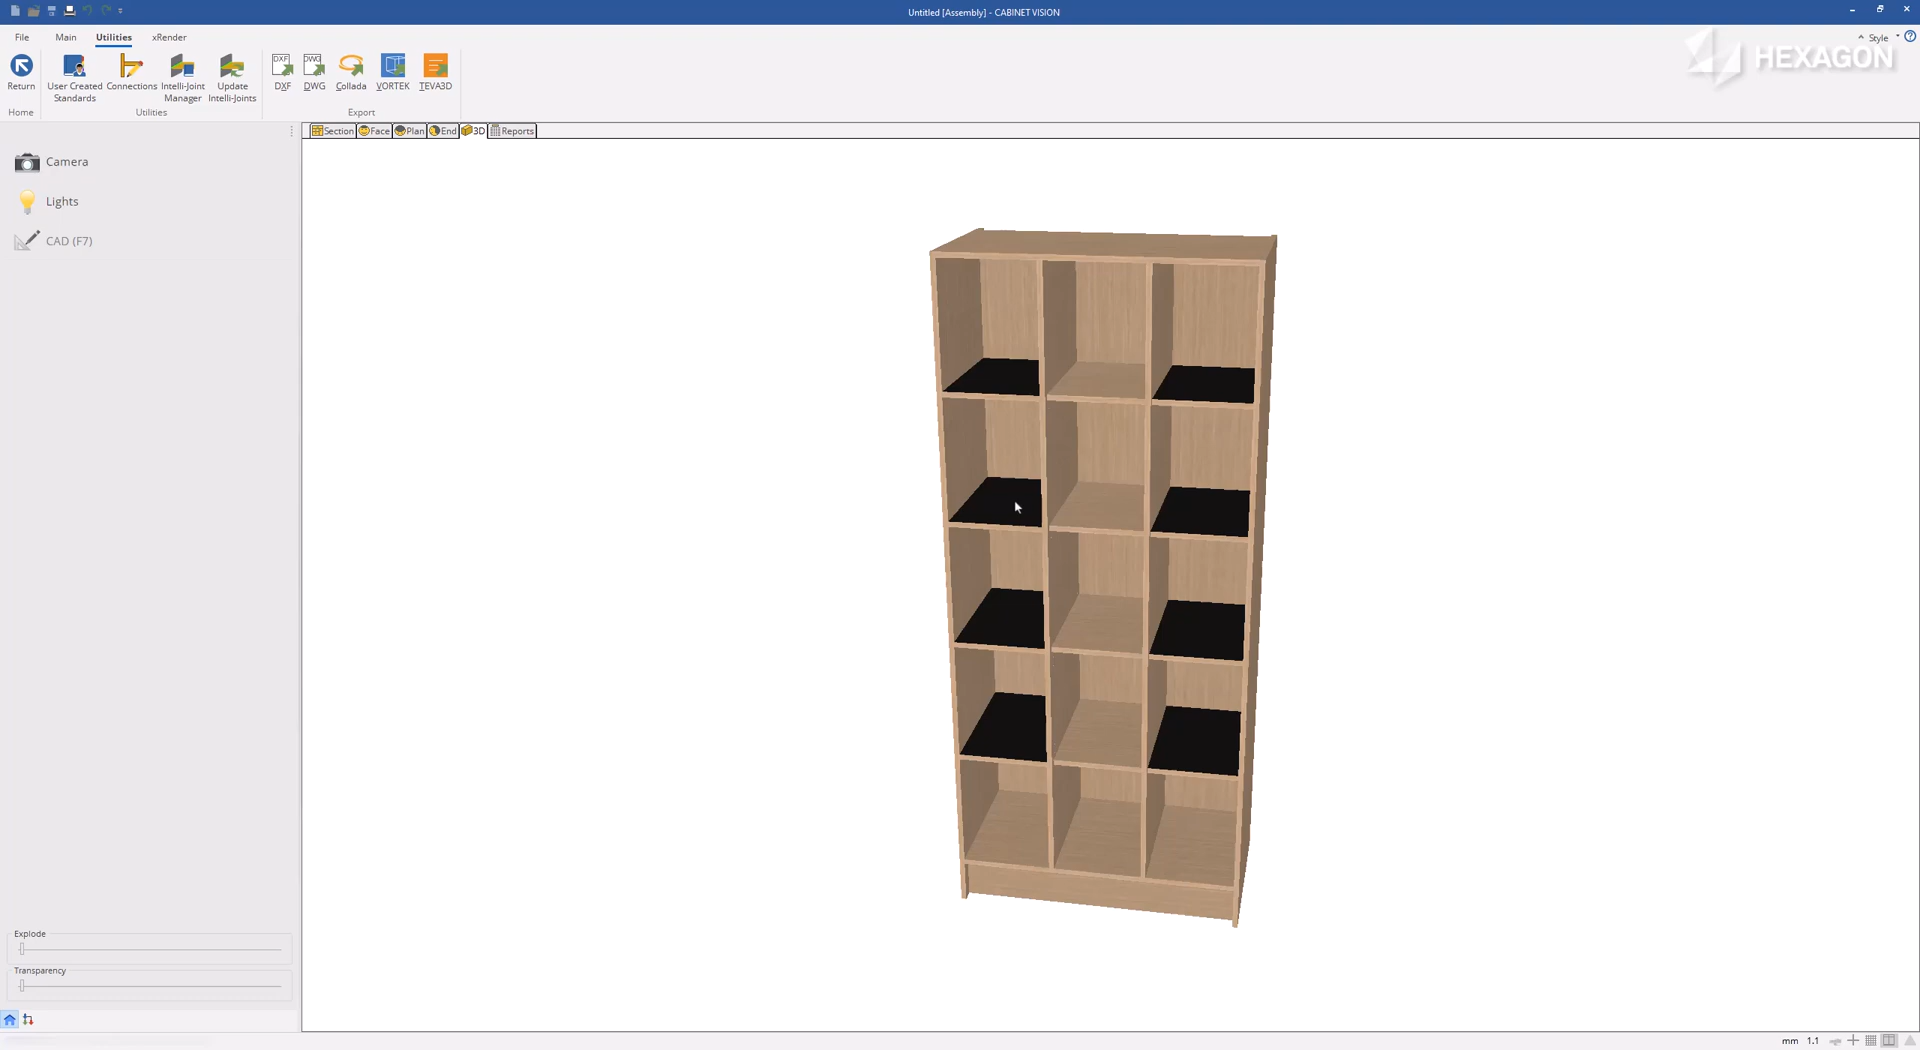 Untitled [Assembly] - CABINET VISION
File Main Utilities xRender
Style
HEXAGON
Return
User Created Standards
Connections
Intelli-Joint Manager
Update Intelli-Joints
DXF
DXF
DWG
DWG
Collada
VORTEK
TEVA3D
Home
Utilities
Export
Section Face Plan End 3D Reports
Camera
Lights
CAD (F7)
Explode
Transparency
mm 1.1